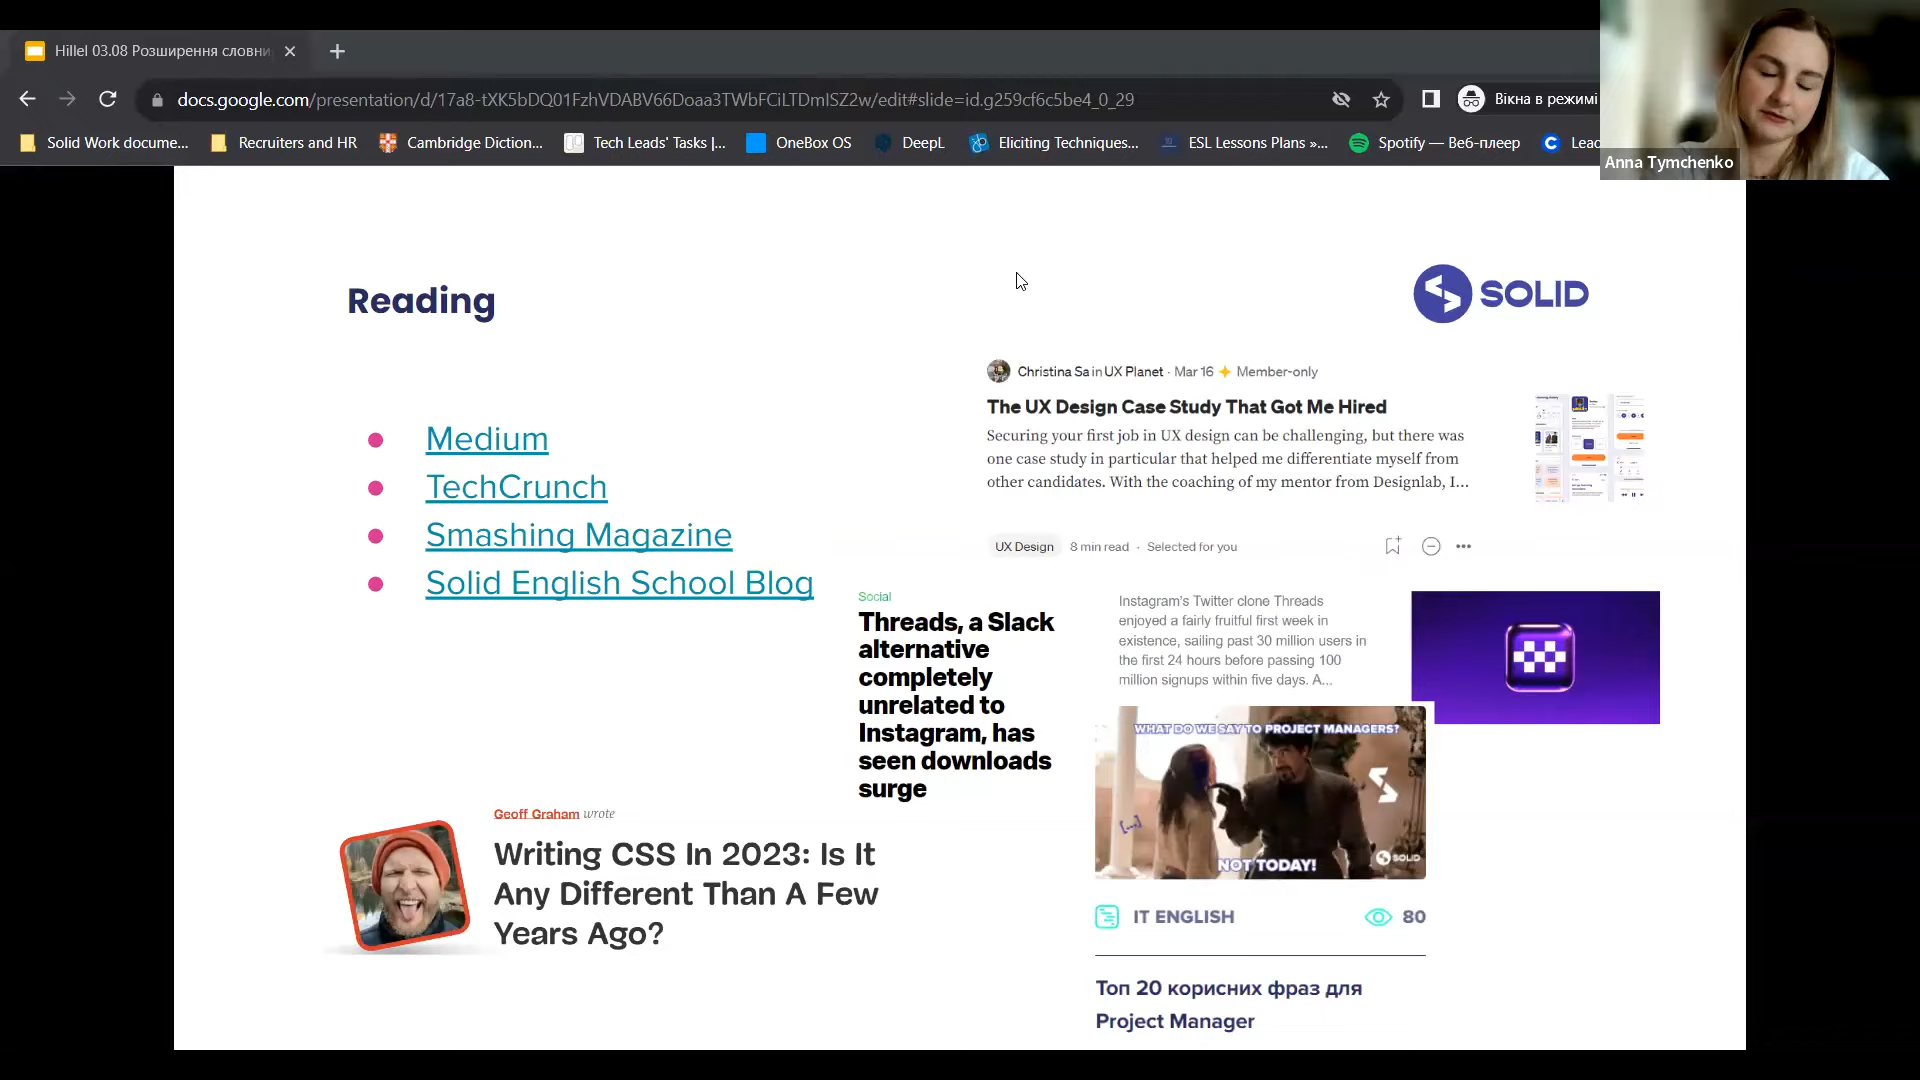 Hillel 03.08 Розширення словни
docs.google.com/presentation/d/17a8-tXK5bDQ01FzhVDABV66Doaa3TWbFCiLTDmISZ2w/edit#slide=id.g259cf6c5be4_0_29
Вікна в режимі
Solid Work docume...
Recruiters and HR
Cambridge Diction...
Tech Leads' Tasks |...
OneBox OS
DeepL
Eliciting Techniques...
ESL Lessons Plans »...
Spotify — Веб-плеер
Lea
Anna Tymchenko
Reading
SOLID
Medium
TechCrunch
Smashing Magazine
Solid English School Blog
Christina Sa in UX Planet · Mar 16 Member-only
The UX Design Case Study That Got Me Hired
Securing your first job in UX design can be challenging, but there was
one case study in particular that helped me differentiate myself from
other candidates. With the coaching of my mentor from Designlab, I...
UX Design 8 min read · Selected for you
Social
Threads, a Slack
alternative
completely
unrelated to
Instagram, has
seen downloads
surge
Instagram's Twitter clone Threads
enjoyed a fairly fruitful first week in
existence, sailing past 30 million users in
the first 24 hours before passing 100
million signups within five days. A...
WHAT DO WE SAY TO PROJECT MANAGERS?
[...]
NOT TODAY!
SOLID
IT ENGLISH
80
Топ 20 корисних фраз для
Project Manager
Geoff Graham wrote
Writing CSS In 2023: Is It
Any Different Than A Few
Years Ago?